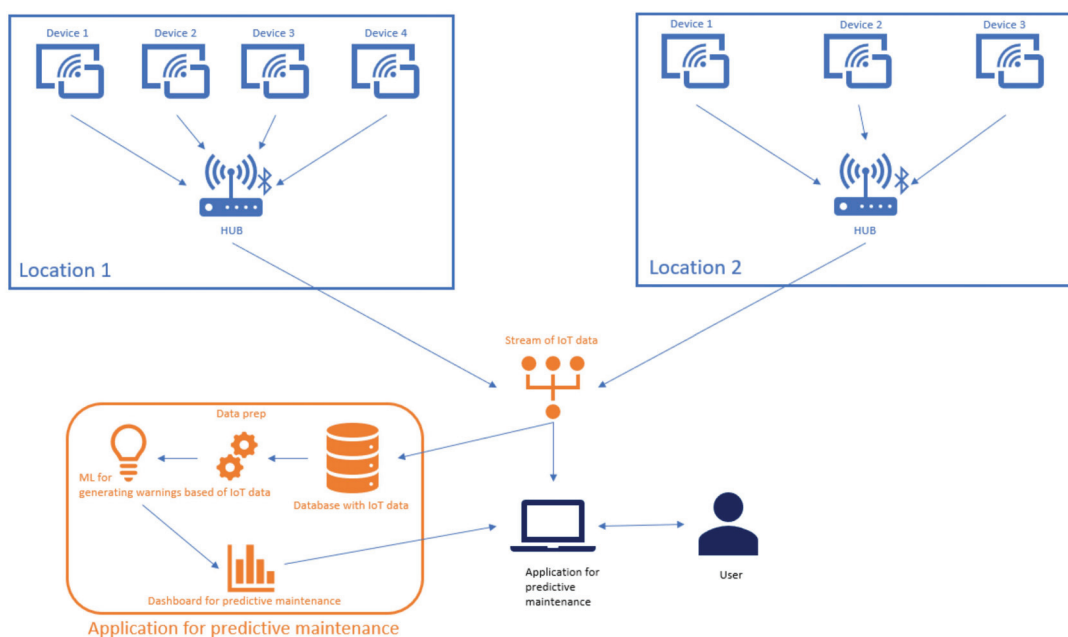 Device 1
Device 2
Device 3
Device 4
HUB
Location 1
Device 1
Device 2
Device 3
HUB
Location 2
Stream of IoT data
Data prep
ML for
generating warnings based of IoT data
Database with IoT data
Dashboard for predictive maintenance
Application for predictive maintenance
Application for
predictive
maintenance
User